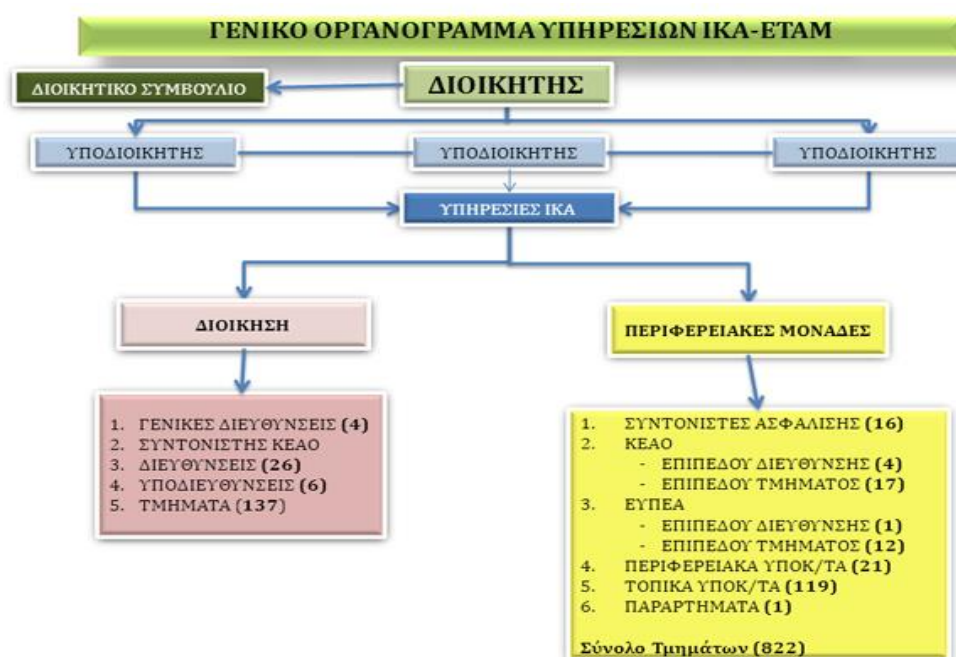 ΓΕΝΙΚΟ ΟΡΓΑΝΟΓΡΑΜΜΑ ΥΠΗΡΕΣΙΩΝ ΙΚΑ-ΕΤΑΜ
ΔΙΟΙΚΗΤΙΚΟ ΣΥΜΒΟΥΛΙΟ
ΔΙΟΙΚΗΤΗΣ
ΥΠΟΔΙΟΙΚΗΤΗΣ
ΥΠΟΔΙΟΙΚΗΤΗΣ
ΥΠΟΔΙΟΙΚΗΤΗΣ
ΥΠΗΡΕΣΙΕΣ ΙΚΑ
ΔΙΟΙΚΗΣΗ
1. ΓΕΝΙΚΕΣ ΔΙΕΥΘΥΝΣΕΙΣ (4)
2. ΣΥΝΤΟΝΙΣΤΗΣ ΚΕΑΟ
3. ΔΙΕΥΘΥΝΣΕΙΣ (26)
4. ΥΠΟΔΙΕΥΘΥΝΣΕΙΣ (6)
5. ΤΜΗΜΑΤΑ (137)
ΠΕΡΙΦΕΡΕΙΑΚΕΣ ΜΟΝΑΔΕΣ
1. ΣΥΝΤΟΝΙΣΤΕΣ ΑΣΦΑΛΙΣΗΣ (16)
2. ΚΕΑΟ
- ΕΠΙΠΕΔΟΥ ΔΙΕΥΘΥΝΣΗΣ (4)
- ΕΠΙΠΕΔΟΥ ΤΜΗΜΑΤΟΣ (17)
3. ΕΥΠΕΑ
- ΕΠΙΠΕΔΟΥ ΔΙΕΥΘΥΝΣΗΣ (1)
- ΕΠΙΠΕΔΟΥ ΤΜΗΜΑΤΟΣ (12)
4. ΠΕΡΙΦΕΡΕΙΑΚΑ ΥΠΟΚ/ΤΑ (21)
5. ΤΟΠΙΚΑ ΥΠΟΚ/ΤΑ (119)
6. ΠΑΡΑΡΤΗΜΑΤΑ (1)
Σύνολο Τμημάτων (822)